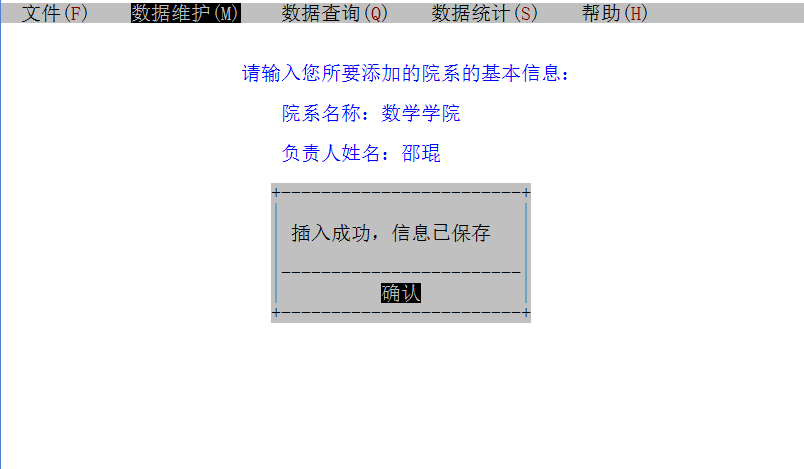 文件(F) 数据维护(M) 数据查询(Q) 数据统计(S) 帮助(H)
请输入您所要添加的院系的基本信息:
院系名称: 数学学院
负责人姓名: 邵琨
插入成功, 信息已保存
确认